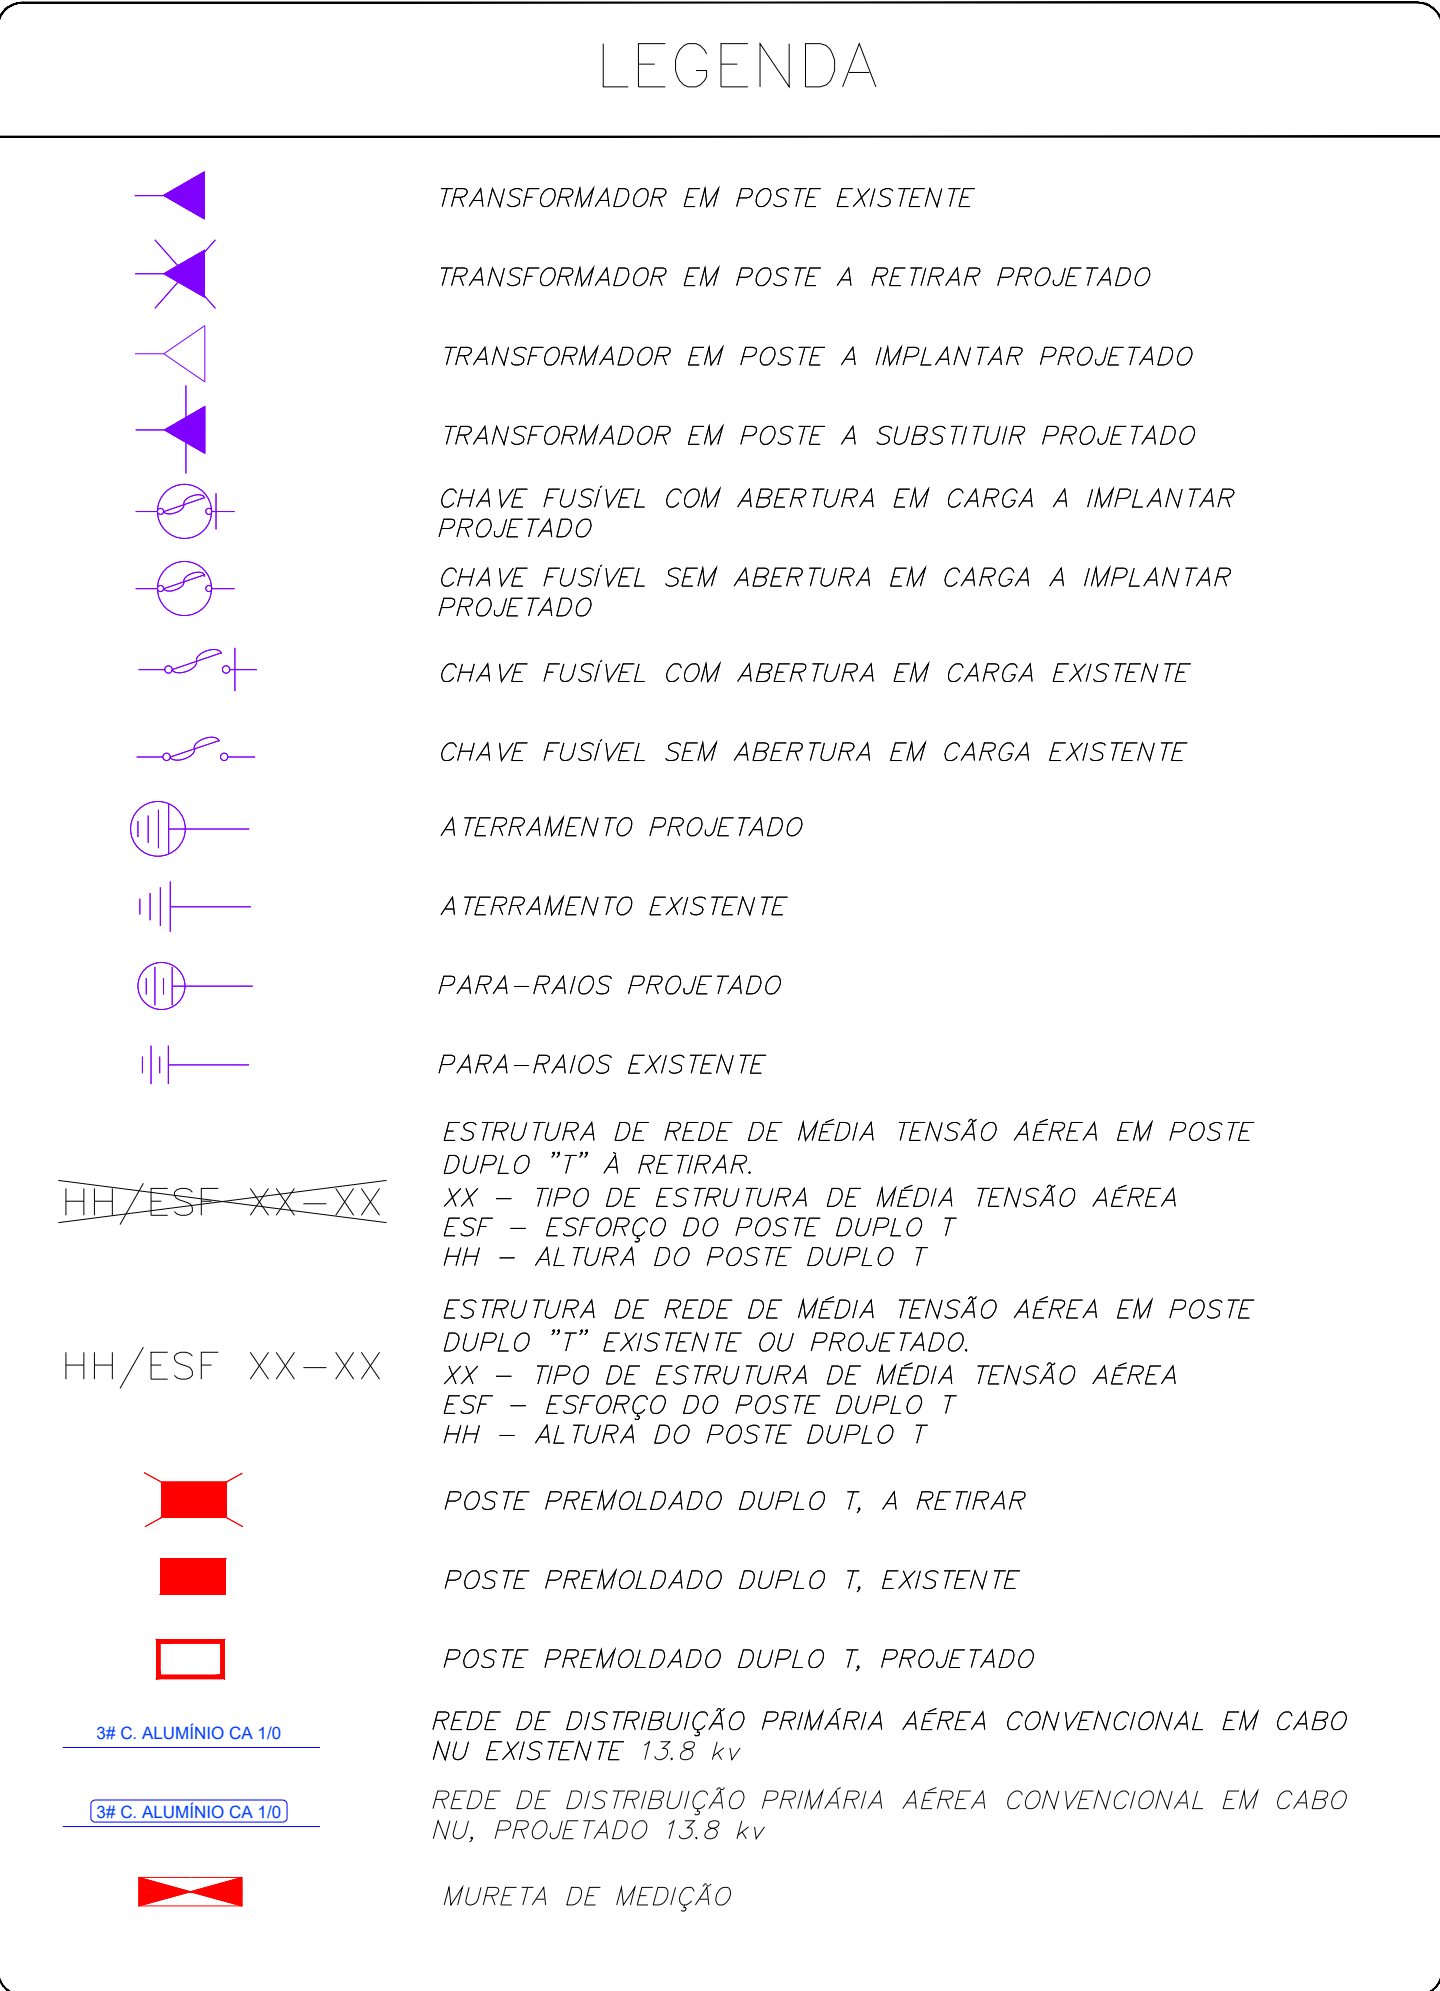 LEGENDA
TRANSFORMADOR EM POSTE EXISTENTE
TRANSFORMADOR EM POSTE A RETIRAR PROJETADO
TRANSFORMADOR EM POSTE A IMPLANTAR PROJETADO
TRANSFORMADOR EM POSTE A SUBSTITUIR PROJETADO
CHAVE FUSÍVEL COM ABERTURA EM CARGA A IMPLANTAR
PROJETADO
CHAVE FUSÍVEL SEM ABERTURA EM CARGA A IMPLANTAR
PROJETADO
CHAVE FUSÍVEL COM ABERTURA EM CARGA EXISTENTE
CHAVE FUSÍVEL SEM ABERTURA EM CARGA EXISTENTE
ATERRAMENTO PROJETADO
ATERRAMENTO EXISTENTE
PARA-RAIOS PROJETADO
PARA-RAIOS EXISTENTE
HH/ESF XX-XX
ESTRUTURA DE REDE DE MÉDIA TENSÃO AÉREA EM POSTE
DUPLO "T" À RETIRAR.
XX - TIPO DE ESTRUTURA DE MÉDIA TENSÃO AÉREA
ESF - ESFORÇO DO POSTE DUPLO T
HH - ALTURA DO POSTE DUPLO T
HH/ESF XX-XX
ESTRUTURA DE REDE DE MÉDIA TENSÃO AÉREA EM POSTE
DUPLO "T" EXISTENTE OU PROJETADO.
XX - TIPO DE ESTRUTURA DE MÉDIA TENSÃO AÉREA
ESF - ESFORÇO DO POSTE DUPLO T
HH - ALTURA DO POSTE DUPLO T
POSTE PREMOLDADO DUPLO T, A RETIRAR
POSTE PREMOLDADO DUPLO T, EXISTENTE
POSTE PREMOLDADO DUPLO T, PROJETADO
3# C. ALUMÍNIO CA 1/0
REDE DE DISTRIBUIÇÃO PRIMÁRIA AÉREA CONVENCIONAL EM CABO
NU EXISTENTE 13.8 kv
3# C. ALUMÍNIO CA 1/0
REDE DE DISTRIBUIÇÃO PRIMÁRIA AÉREA CONVENCIONAL EM CABO
NU, PROJETADO 13.8 kv
MURETA DE MEDIÇÃO